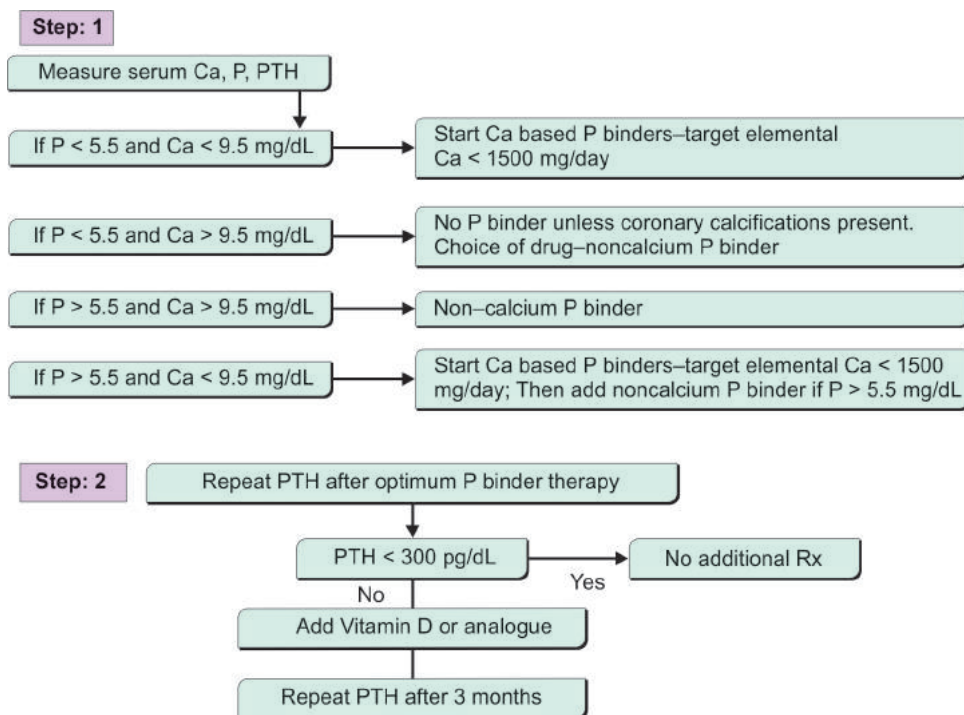 Step: 1
Measure serum Ca, P, PTH
If P < 5.5 and Ca < 9.5 mg/dL
Start Ca based P binders–target elemental
Ca < 1500 mg/day
If P < 5.5 and Ca > 9.5 mg/dL
No P binder unless coronary calcifications present.
Choice of drug–noncalcium P binder
If P > 5.5 and Ca > 9.5 mg/dL
Non–calcium P binder
If P > 5.5 and Ca < 9.5 mg/dL
Start Ca based P binders–target elemental Ca < 1500
mg/day; Then add noncalcium P binder if P > 5.5 mg/dL
Step: 2
Repeat PTH after optimum P binder therapy
PTH < 300 pg/dL
Yes
No additional Rx
No
Add Vitamin D or analogue
Repeat PTH after 3 months